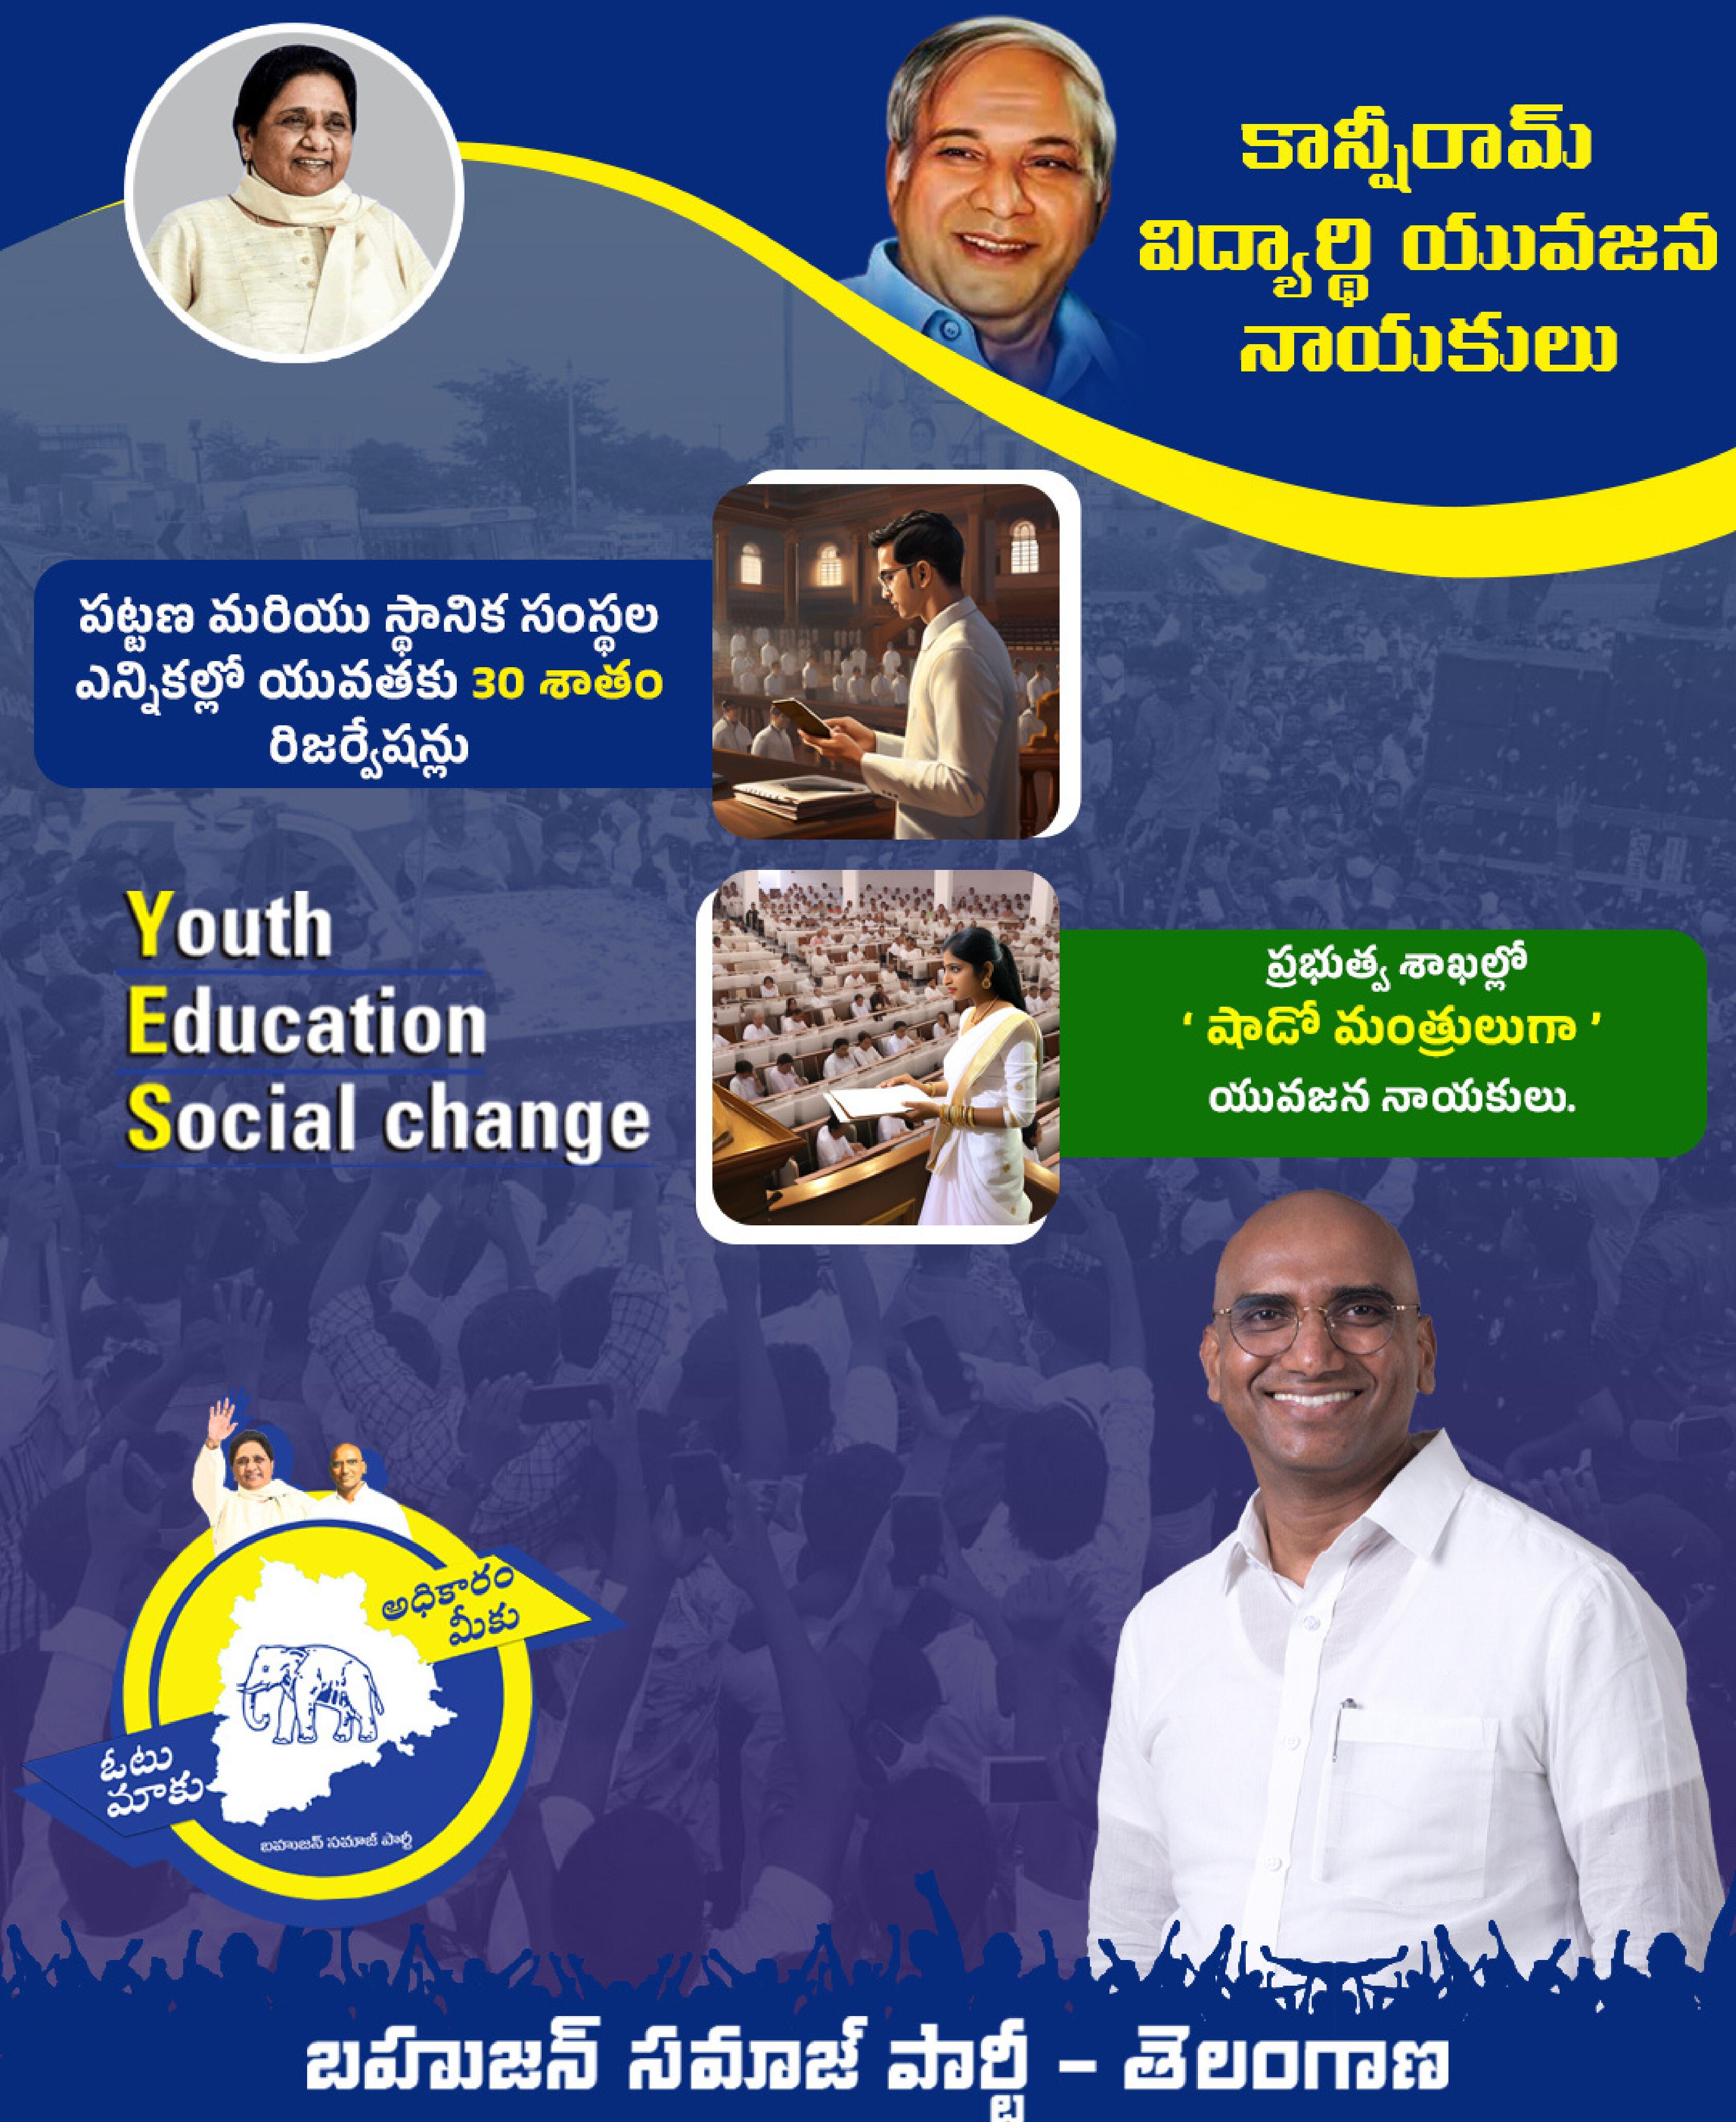 కాన్షీరామ్
విద్యార్థి యువజన
నాయకులు
పట్టణ మరియు స్థానిక సంస్థల
ఎన్నికల్లో యువతకు 30 శాతం
రిజర్వేషన్లు
Youth
Education
Social change
ప్రభుత్వ శాఖల్లో
‘ షాడో మంత్రులుగా ’
యువజన నాయకులు.
అధికారం
మీకు
ఓటు
మాకు
బహుజన్ సమాజ్ పార్టీ
బహుజన్ సమాజ్ పార్టీ – తెలంగాణ